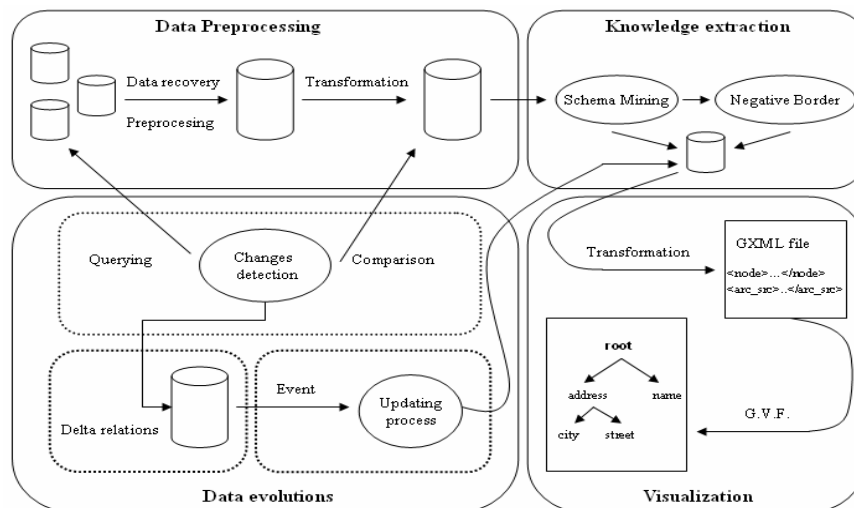 Data Preprocessing
Data recovery
Preprocesing
Transformation
Knowledge extraction
Schema Mining
Negative Border
Querying
Changes
detection
Comparison
Delta relations
Event
Updating
process
Data evolutions
Transformation
GXML file
<node>...</node>
<arc_src>..</arc_src>
root
address
name
city
street
G.V.F.
Visualization